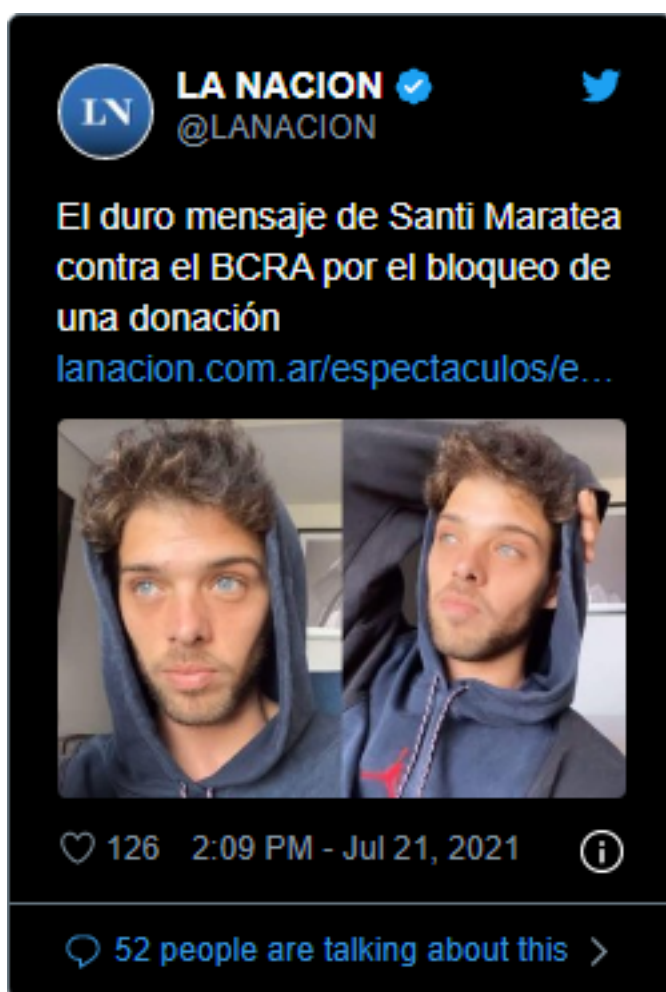 LN
LA NACION
@LANACION
El duro mensaje de Santi Maratea
contra el BCRA por el bloqueo de
una donación
lanacion.com.ar/espectaculos/e...
126 2:09 PM - Jul 21, 2021
52 people are talking about this